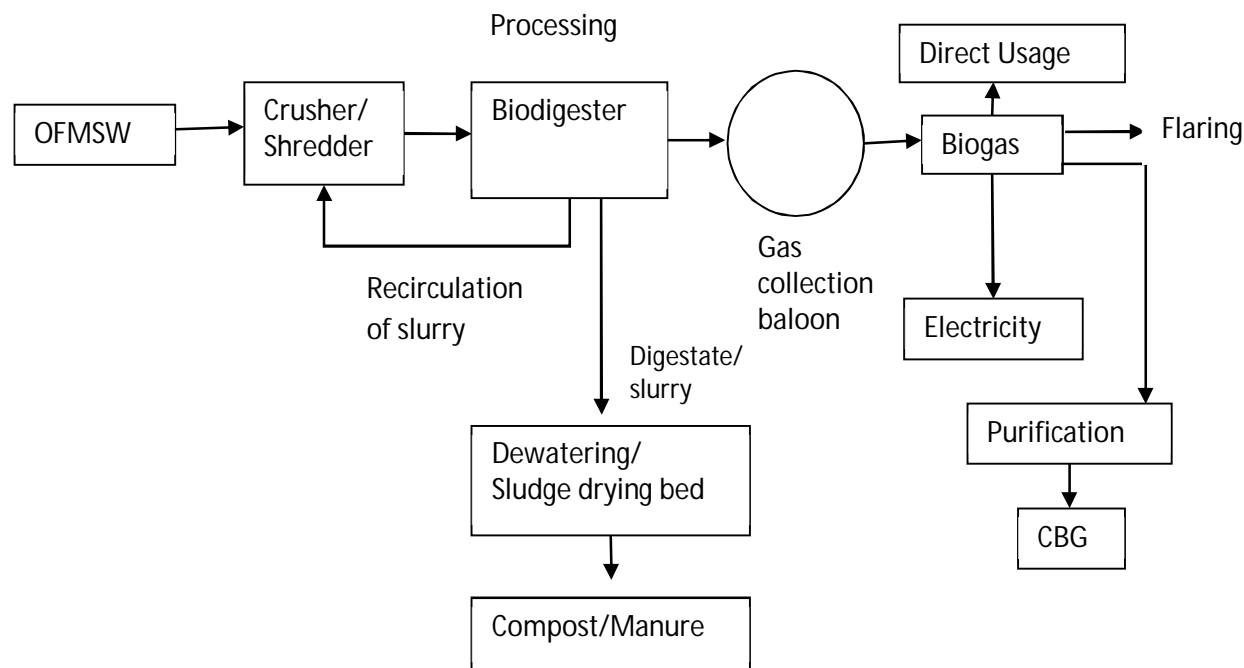 Processing
OFMSW
Crusher/
Shredder
Biodigester
Direct Usage
Biogas
Flaring
Gas
collection
baloon
Recirculation
of slurry
Electricity
Digestate/
slurry
Purification
Dewatering/
Sludge drying bed
CBG
Compost/Manure